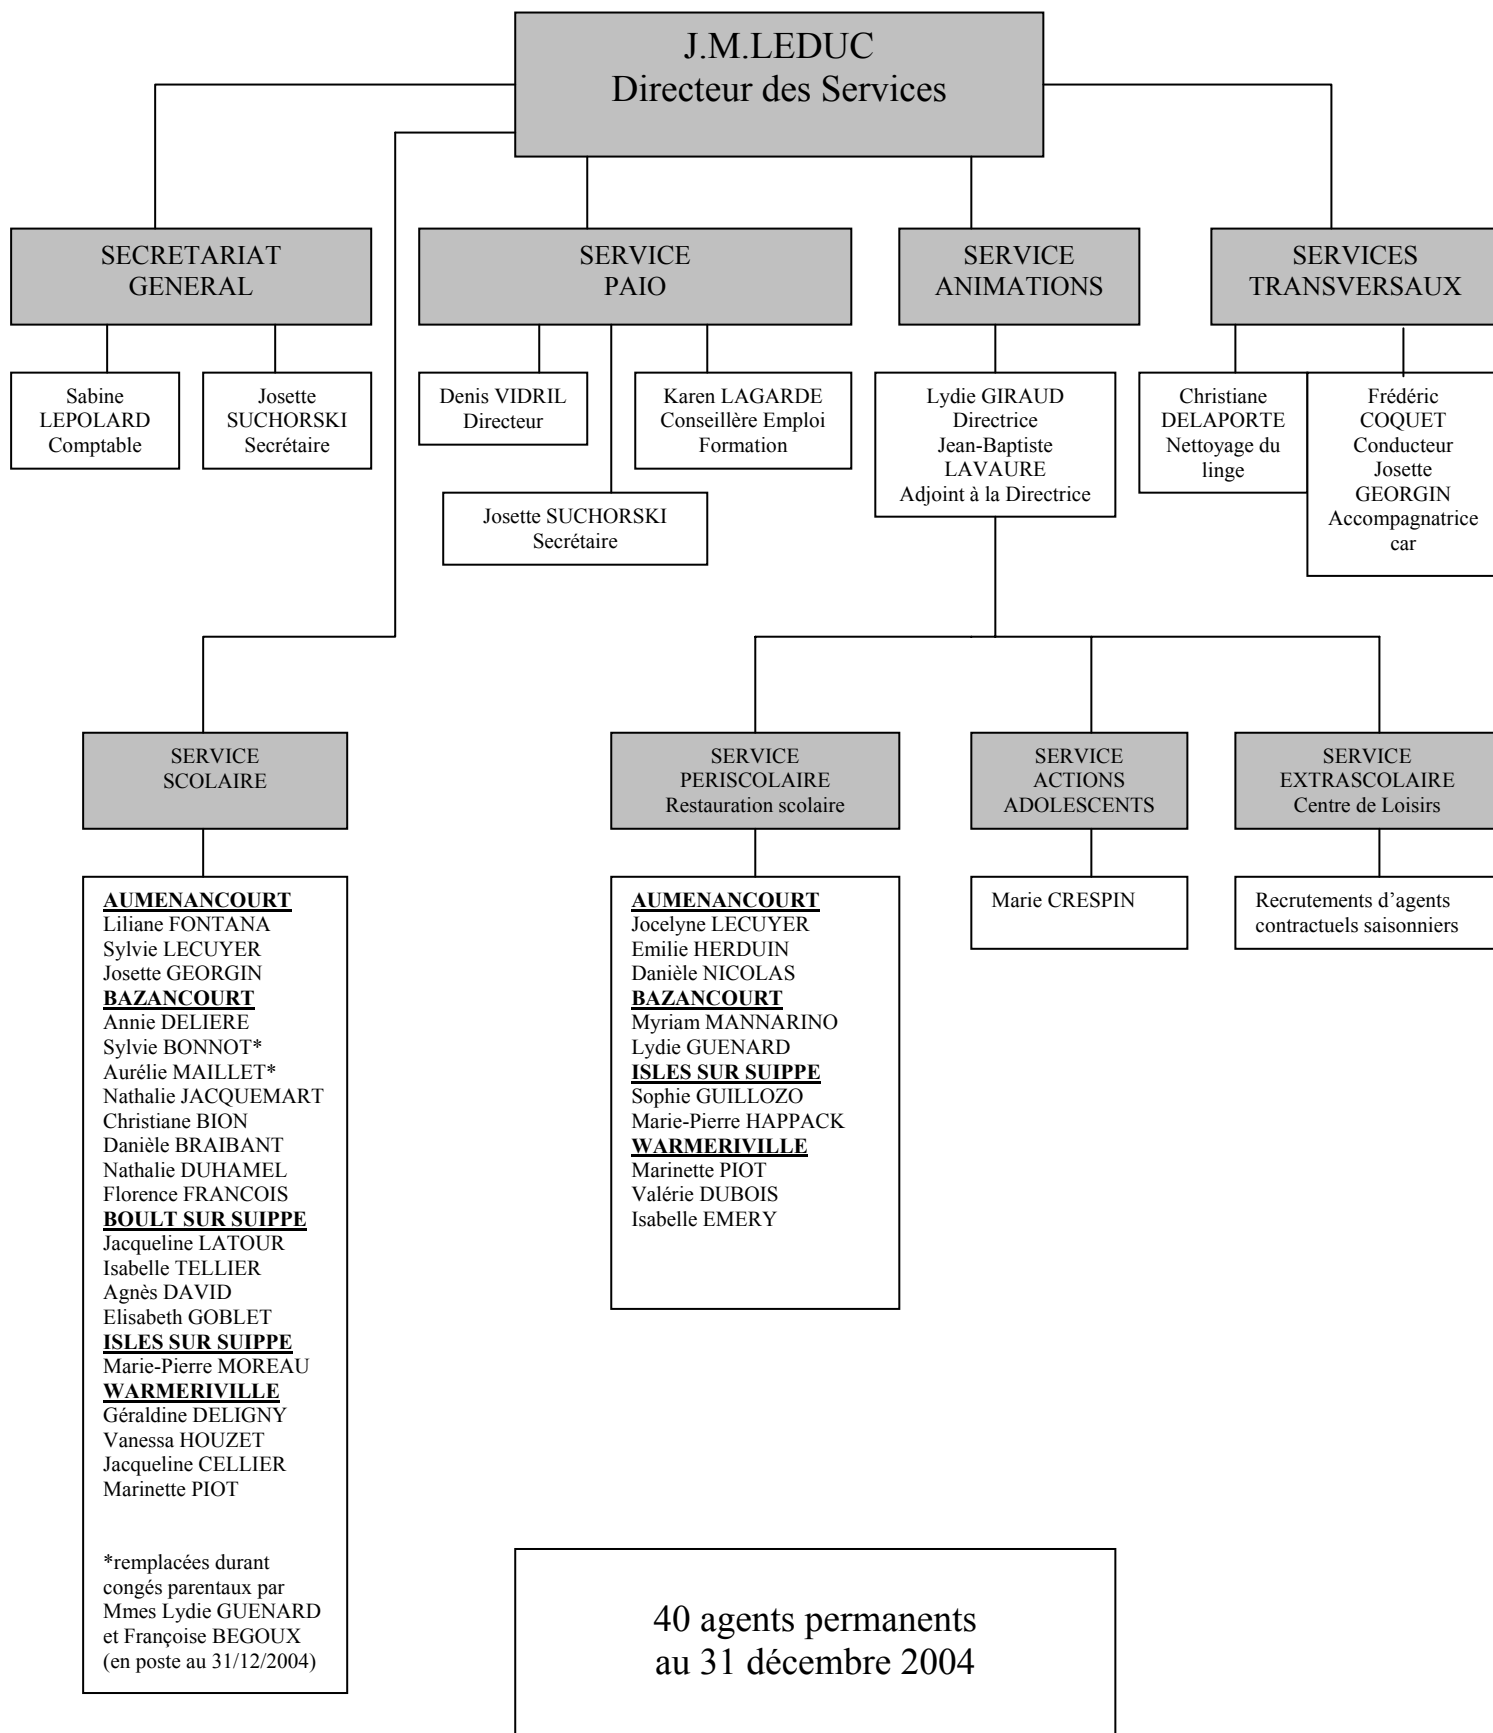 J.M.LEDUC
Directeur des Services
SECRETARIAT
GENERAL
SERVICE
PAIO
SERVICE
ANIMATIONS
SERVICES
TRANSVERSAUX
Sabine
LEPOLARD
Comptable
Josette
SUCHORSKI
Secrétaire
Denis VIDRIL
Directeur
Karen LAGARDE
Conseillère Emploi
Formation
Josette SUCHORSKI
Secrétaire
Lydie GIRAUD
Directrice
Jean-Baptiste
LAVAURE
Adjoint à la Directrice
Christiane
DELAPORTE
Nettoyage du
linge
Frédéric
COQUET
Conducteur
Josette
GEORGIN
Accompagnatrice
car
SERVICE
SCOLAIRE
SERVICE
PERISCOLAIRE
Restauration scolaire
SERVICE
ACTIONS
ADOLESCENTS
SERVICE
EXTRASCOLAIRE
Centre de Loisirs
AUMENANCOURT
Liliane FONTANA
Sylvie LECUYER
Josette GEORGIN
BAZANCOURT
Annie DELIERE
Sylvie BONNOT*
Aurélie MAILLET*
Nathalie JACQUEMART
Christiane BION
Danièle BRAIBANT
Nathalie DUHAMEL
Florence FRANCOIS
BOULT SUR SUIPPE
Jacqueline LATOUR
Isabelle TELLIER
Agnès DAVID
Elisabeth GOBLET
ISLES SUR SUIPPE
Marie-Pierre MOREAU
WARMERIVILLE
Géraldine DELIGNY
Vanessa HOUZET
Jacqueline CELLIER
Marinette PIOT
*remplacées durant
congés parentaux par
Mmes Lydie GUENARD
et Françoise BEGOUX
(en poste au 31/12/2004)
AUMENANCOURT
Jocelyne LECUYER
Emilie HERDUIN
Danièle NICOLAS
BAZANCOURT
Myriam MANNARINO
Lydie GUENARD
ISLES SUR SUIPPE
Sophie GUILLOZO
Marie-Pierre HAPPACK
WARMERIVILLE
Marinette PIOT
Valérie DUBOIS
Isabelle EMERY
Marie CRESPIN
Recrutements d’agents
contractuels saisonniers
40 agents permanents
au 31 décembre 2004